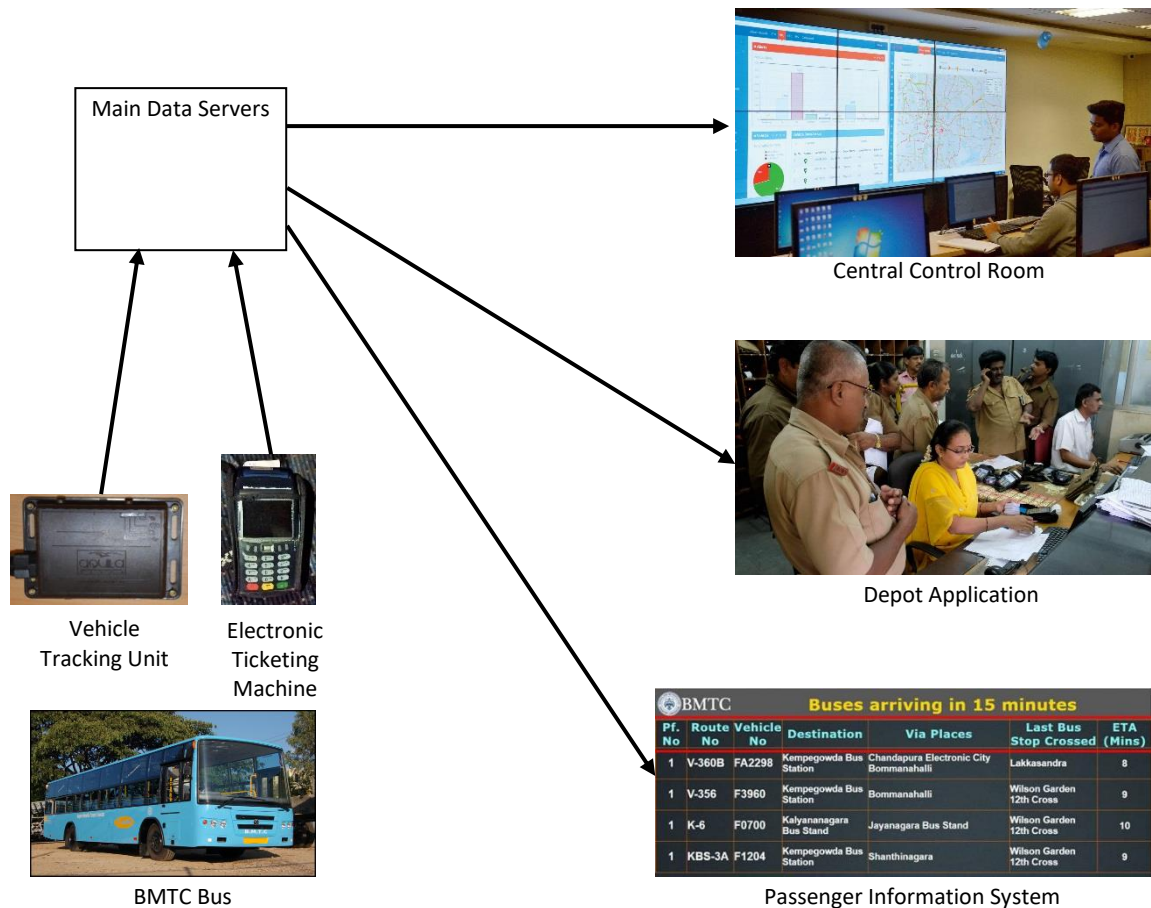 Main Data Servers
Central Control Room
Depot Application
Vehicle
Tracking Unit
Electronic
Ticketing
Machine
BMTC Bus
BMTC Buses arriving in 15 minutes
Pf. No Route No Vehicle No Destination Via Places Last Bus Stop Crossed ETA (Mins)
1 V-360B FA2298 Kempegowda Bus Station Chandapura Electronic City Bommanahalli Lakkasandra 8
1 V-356 F3960 Kempegowda Bus Station Bommanahalli Wilson Garden 12th Cross 9
1 K-6 F0700 Kalyananagara Bus Stand Jayanagara Bus Stand Wilson Garden 12th Cross 10
1 KBS-3A F1204 Kempegowda Bus Station Shanthinagara Wilson Garden 12th Cross 9
Passenger Information System